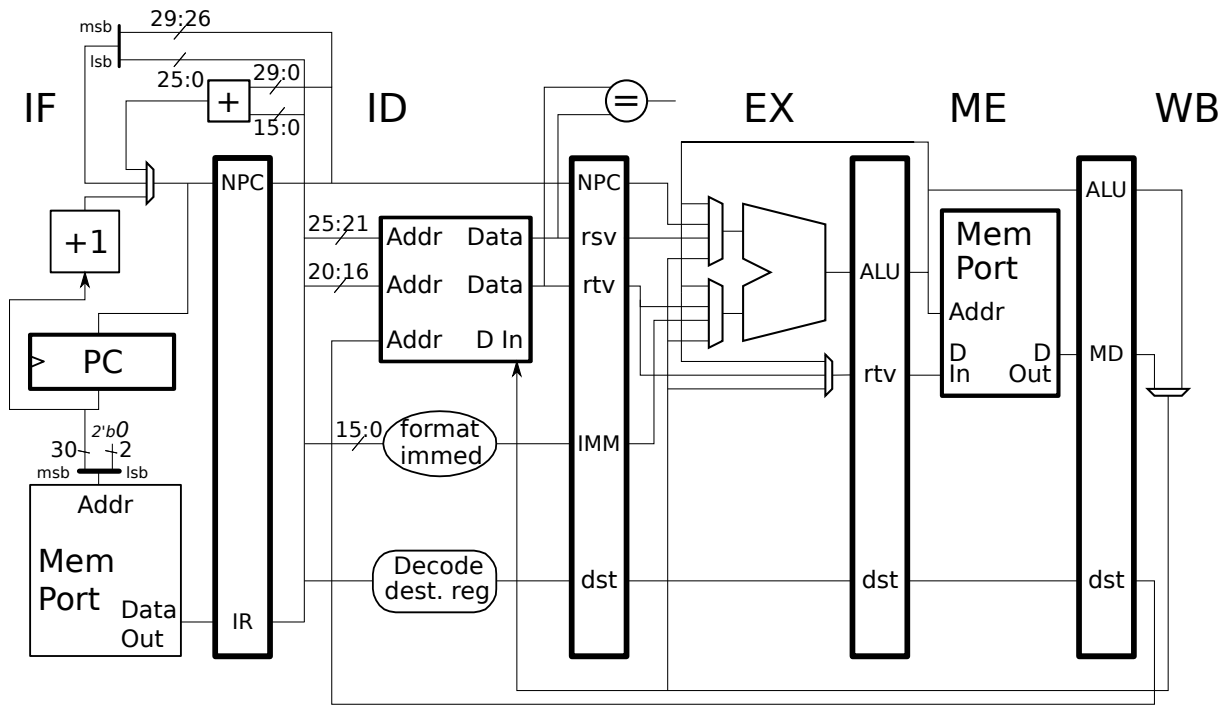 29:26
msb
lsb
25:0
29:0
+
15:0
=
IF
ID
EX
ME
WB
NPC
NPC
ALU
+1
25:21
Addr
Data
rsv
Mem
Port
20:16
Addr
Data
rtv
ALU
Addr
PC
Addr
D In
D
In
D
Out
MD
rtv
2'b0
30
2
msb
lsb
15:0
format
immed
IMM
Addr
Mem
Port
Data
Out
IR
Decode
dest. reg
dst
dst
dst